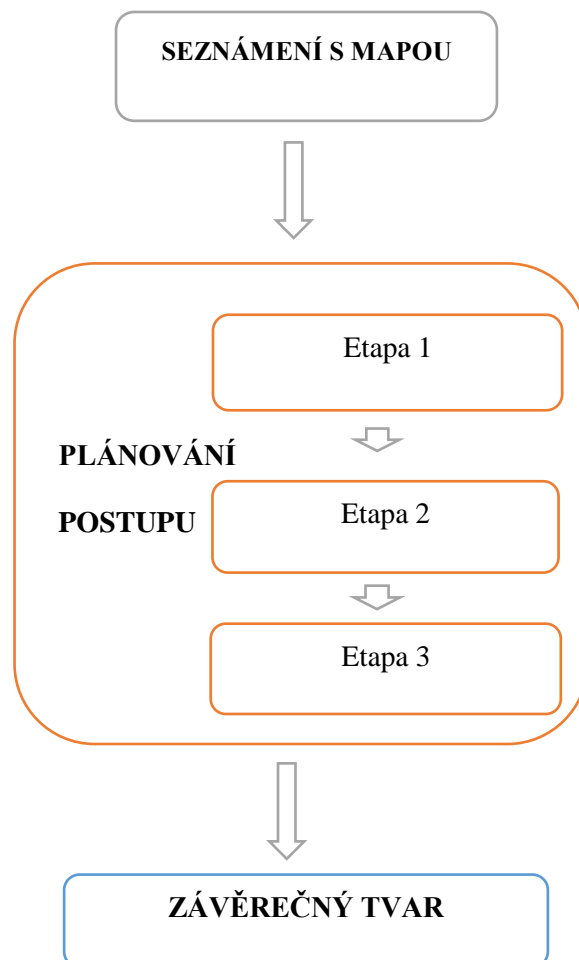 SEZNÁMENÍ S MAPOU
Etapa 1
PLÁNOVÁNÍ
POSTUPU
Etapa 2
Etapa 3
ZÁVĚREČNÝ TVAR